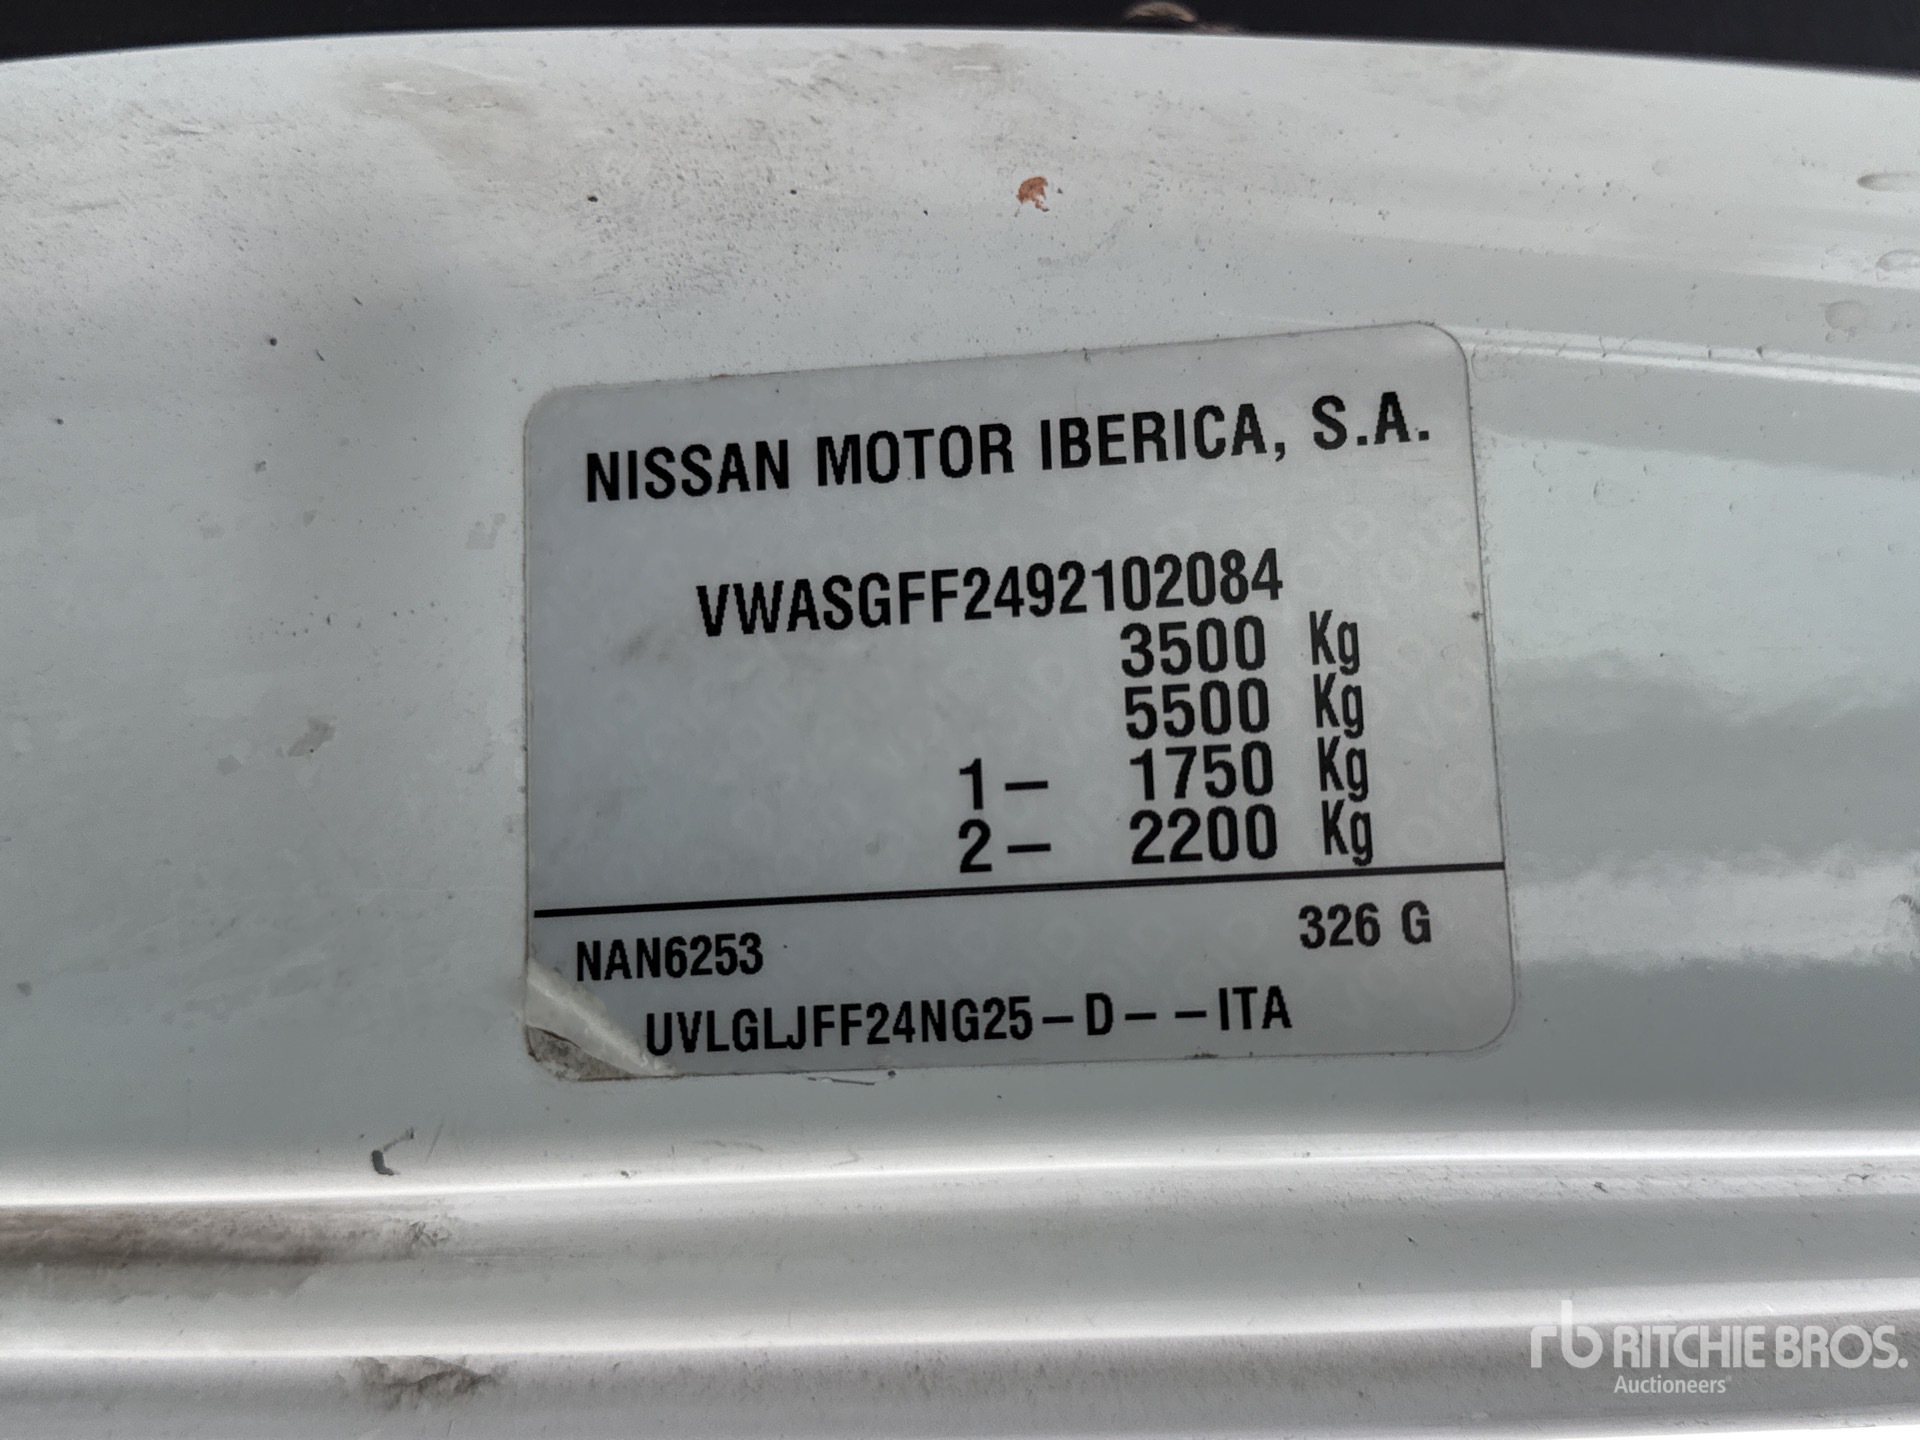 NISSAN MOTOR IBERICA, S.A.
VWASGFF2492102084
3500 Kg
5500 Kg
1- 1750 Kg
2- 2200 Kg
NAN6253 326 G
UVLGLJFF24NG25-D--ITA
rb RITCHIE BROS.
Auctioneers